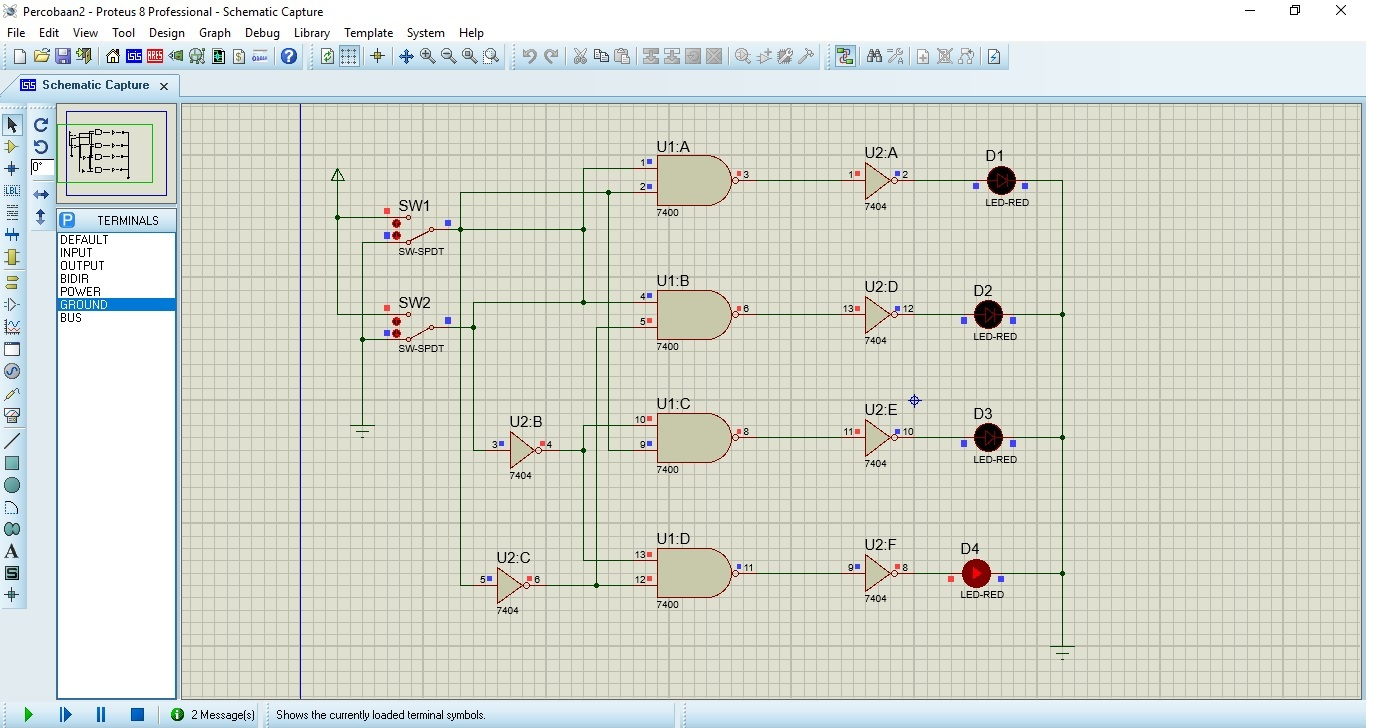 Percobaan2 - Proteus 8 Professional - Schematic Capture
File Edit View Tool Design Graph Debug Library Template System Help
Schematic Capture
LBL
A
S
0°
P TERMINALS
DEFAULT
INPUT
OUTPUT
BIDIR
POWER
GROUND
BUS
SW1
SW-SPDT
SW2
SW-SPDT
U1:A
1
2
3
7400
U2:A
1
2
7404
D1
LED-RED
U1:B
4
5
6
7400
U2:D
13
12
7404
D2
LED-RED
U2:B
3
4
7404
U1:C
10
9
8
7400
U2:E
11
10
7404
D3
LED-RED
U2:C
5
6
7404
U1:D
13
12
11
7400
U2:F
9
8
7404
D4
LED-RED
2 Message(s)
Shows the currently loaded terminal symbols.